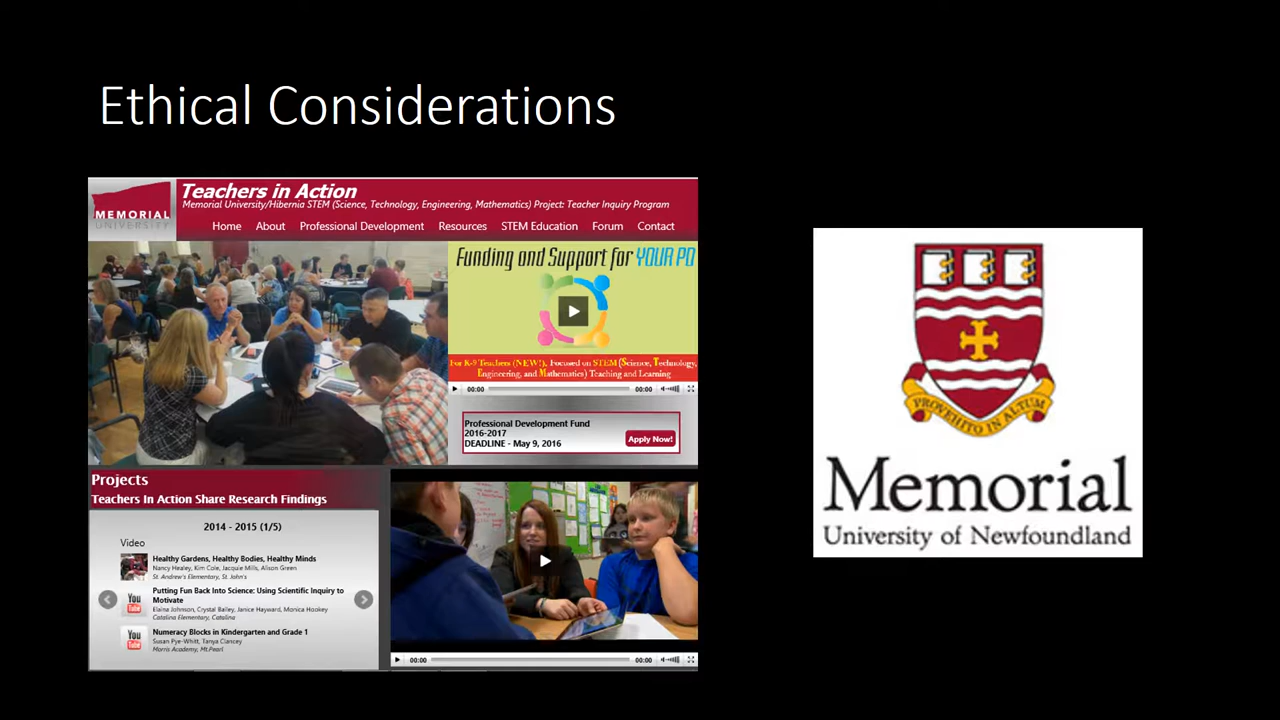 Ethical Considerations
MEMORIAL
UNIVERSITY
Teachers in Action
Memorial University/Hibernia STEM (Science, Technology, Engineering, Mathematics) Project: Teacher Inquiry Program
Home About Professional Development Resources STEM Education Forum Contact
Funding and Support for YOUR PD
For K-9 Teachers (NEW!), Focused on STEM (Science, Technology,
Engineering, and Mathematics) Teaching and Learning
00:00 00:00
Professional Development Fund
2016-2017
DEADLINE - May 9, 2016
Apply Now!
Projects
Teachers In Action Share Research Findings
2014 - 2015 (1/5)
Video
Healthy Gardens, Healthy Bodies, Healthy Minds
Nancy Healey, Kim Cole, Jacquie Mills, Alison Green
St. Andrew's Elementary, St. John's
You
Tube
Putting Fun Back Into Science: Using Scientific Inquiry to
Motivate
Elaina Johnson, Crystal Bailey, Janice Hayward, Monica Hookey
Catalina Elementary, Catalina
You
Tube
Numeracy Blocks in Kindergarten and Grade 1
Susan Pye-Whitt, Tanya Clancey
Morris Academy, Mt.Pearl
00:00 00:00
PROVEHITO IN ALTUM
Memorial
University of Newfoundland